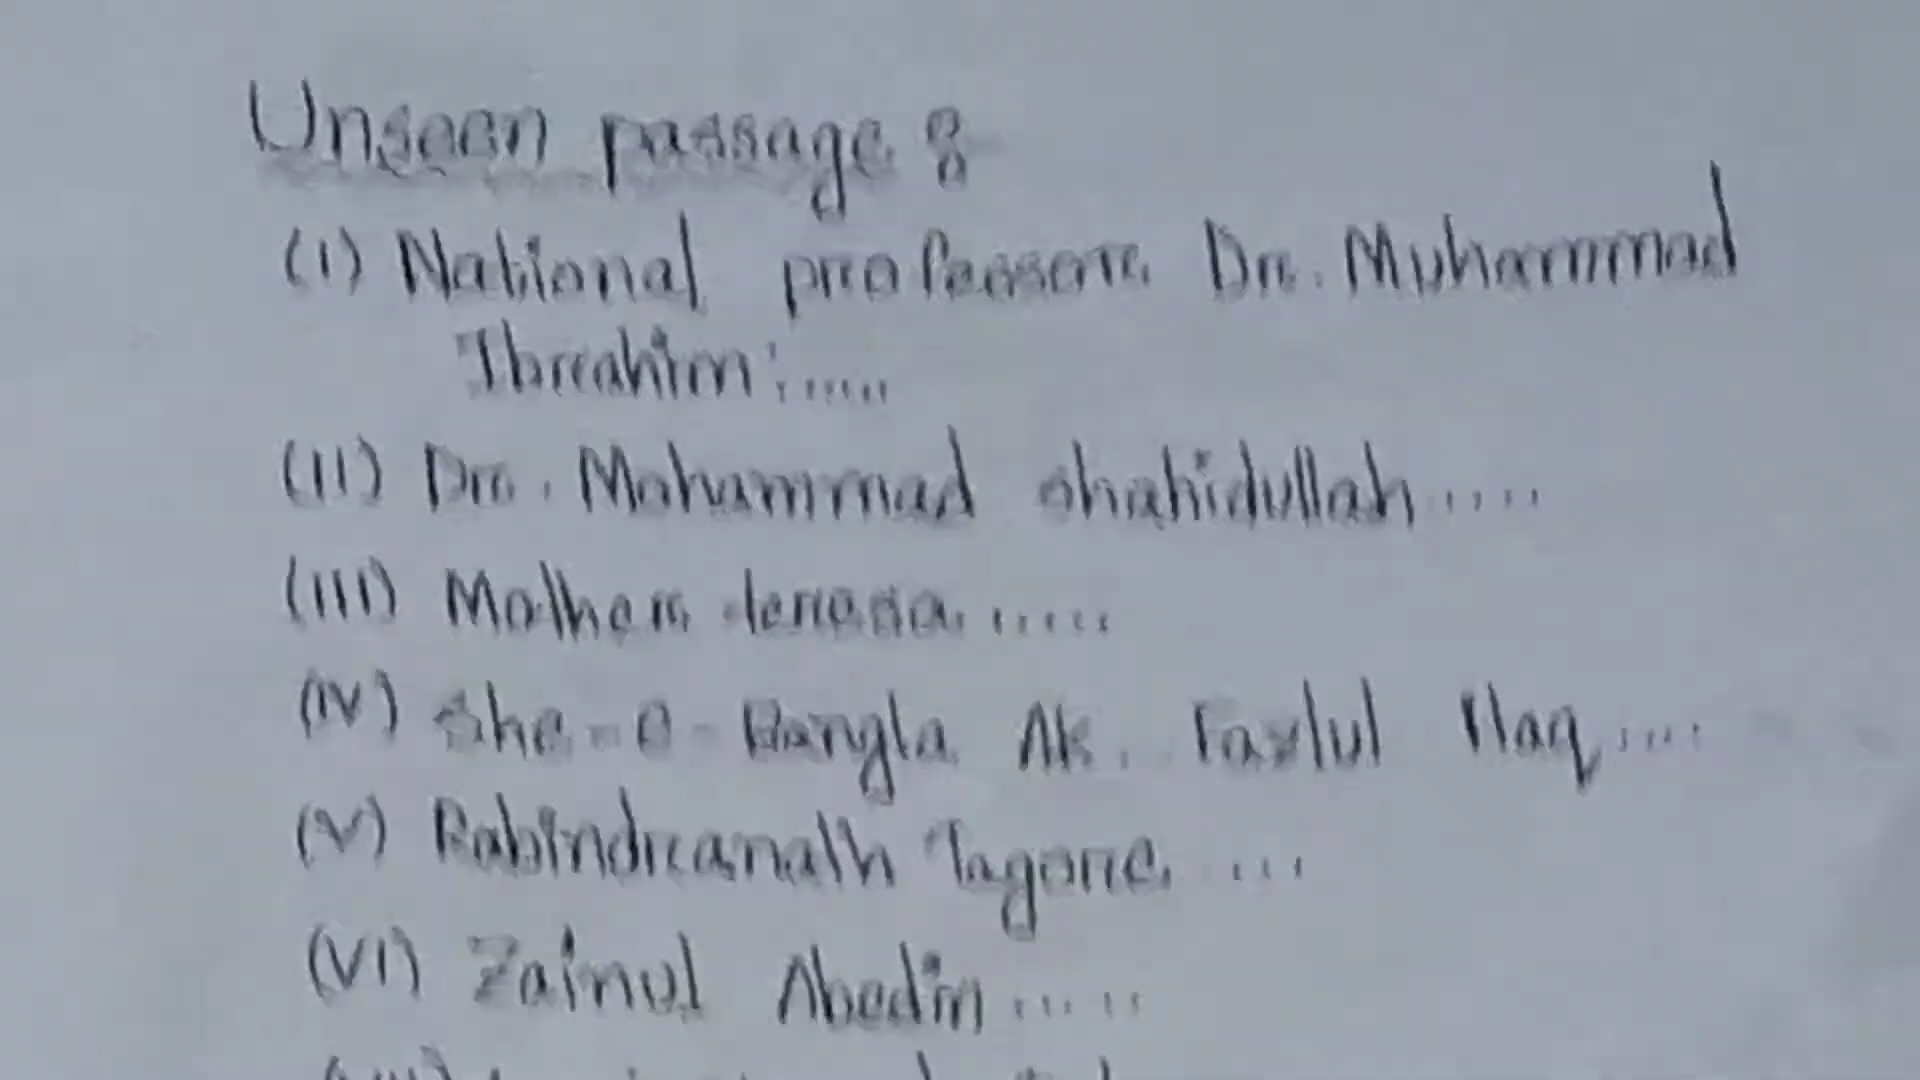 Unseen passage :
(I) National professor Dr. Muhammad
Ibrahim.....
(II) Dr. Mohammad shahidullah.....
(III) Mother teresa......
(IV) She-e-Bangla Ak. Fazlul Haq....
(V) Rabindranath Tagore....
(VI) Zainul Abedin......